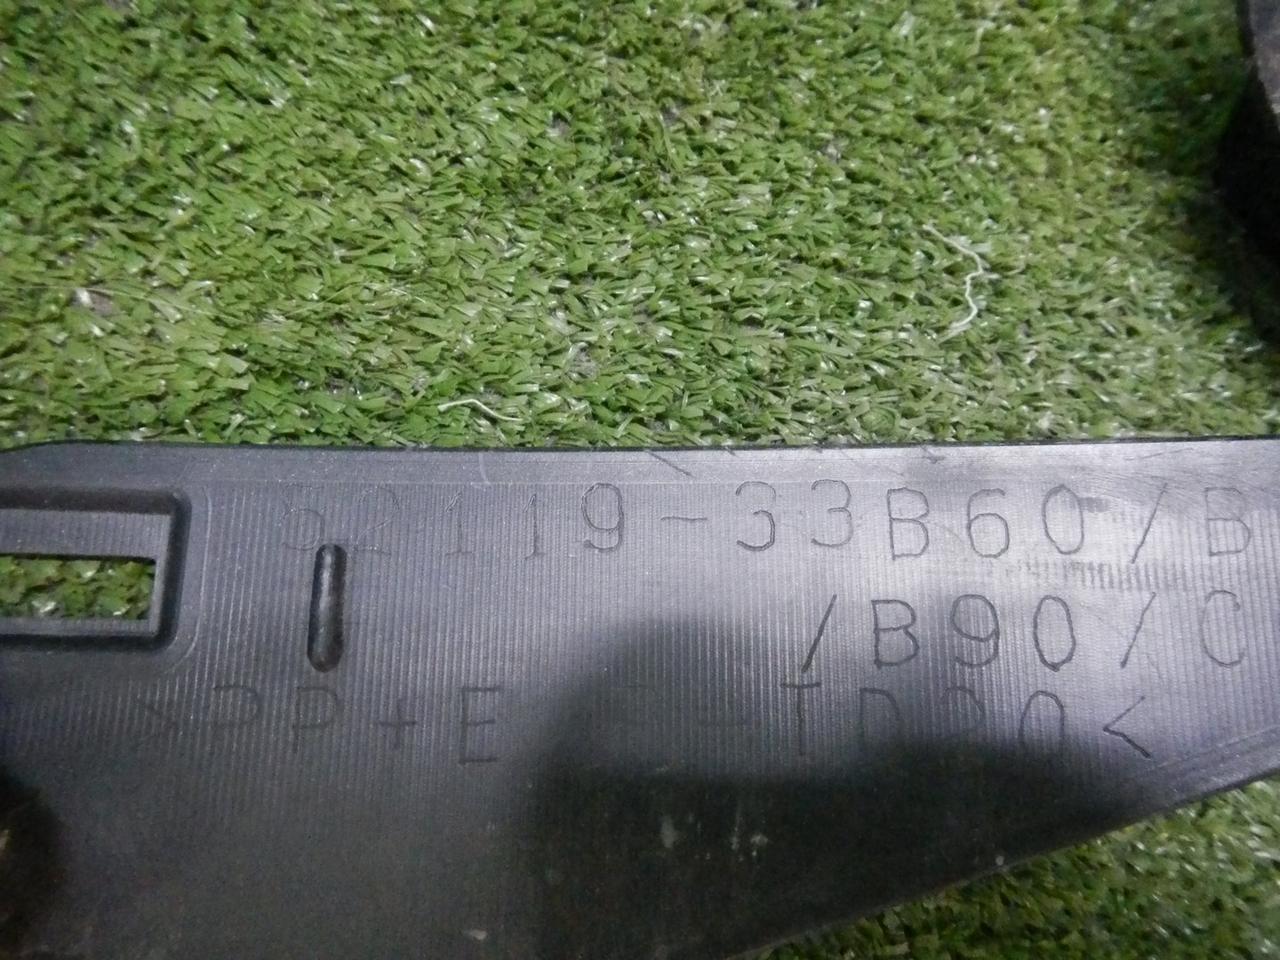 52119-33B60/B
/B90/C
>PP+E -TD20<